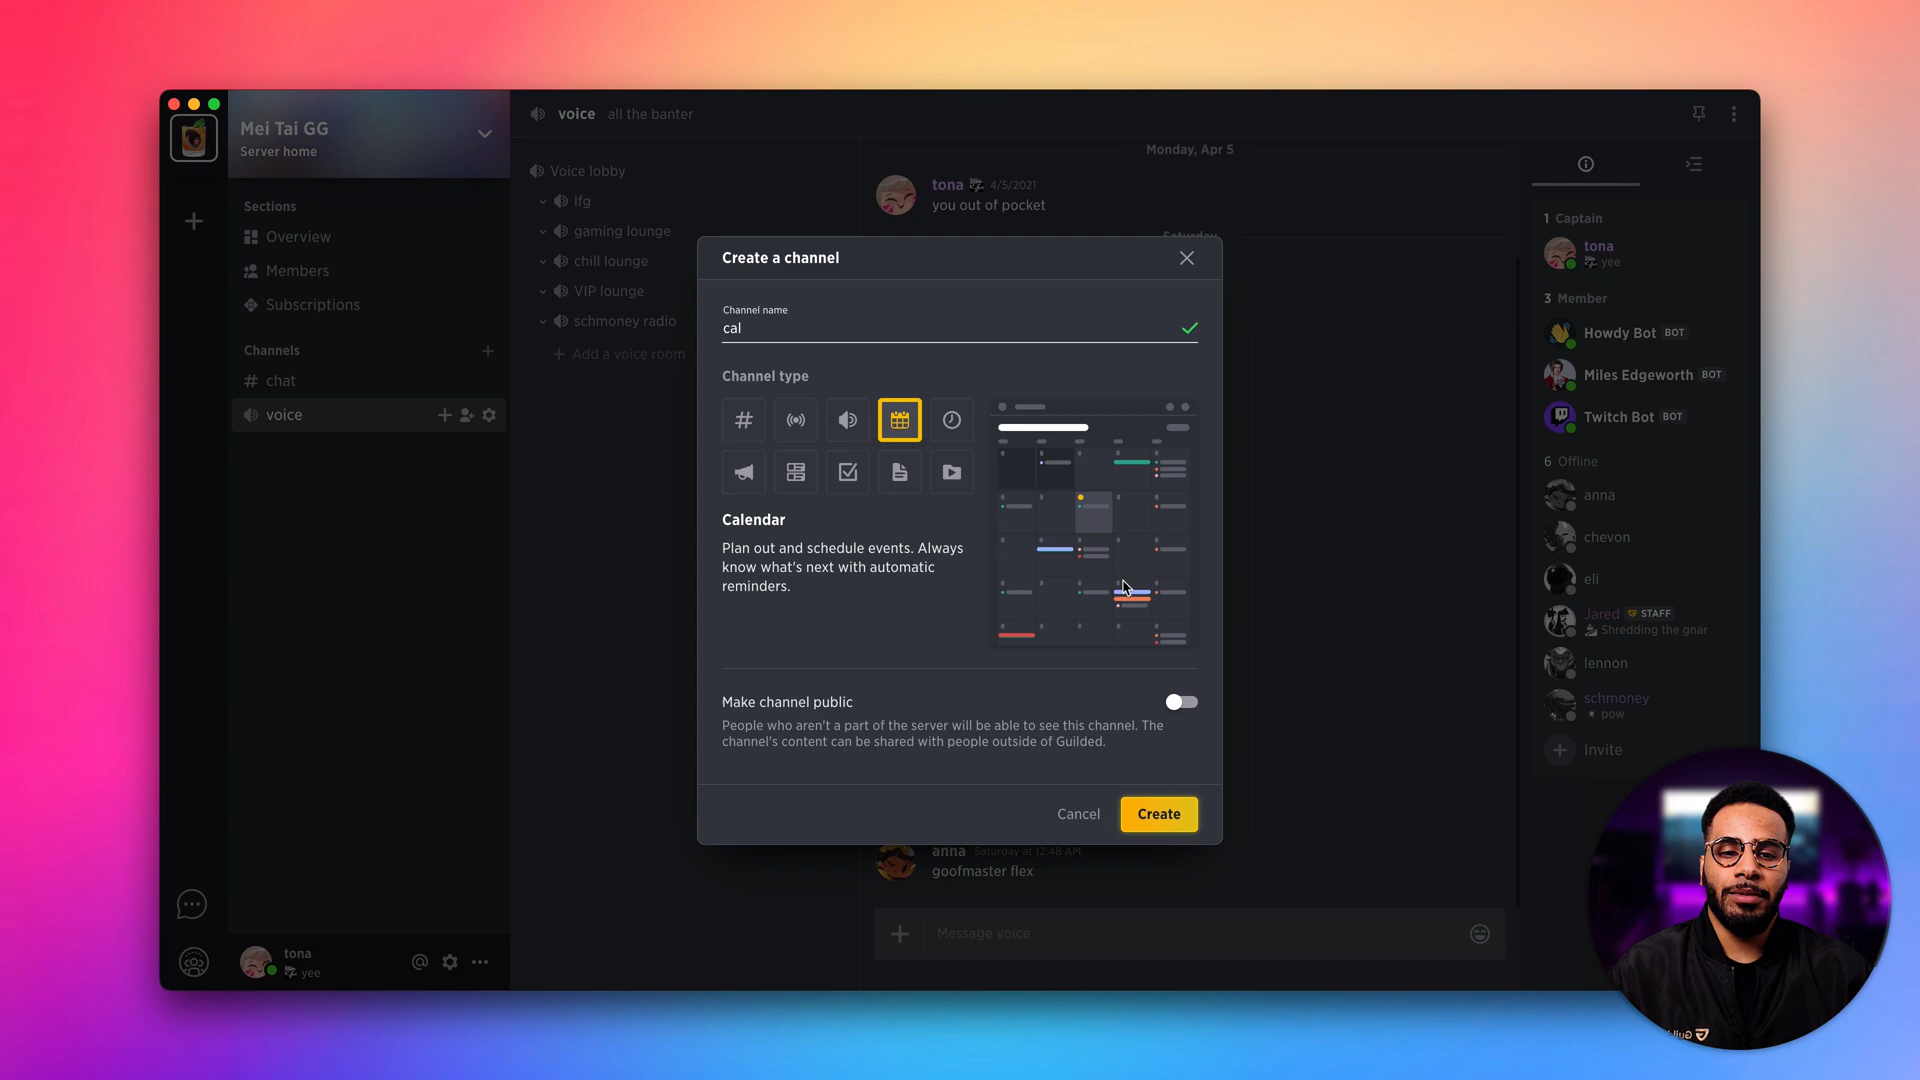 Mei Tai GG
Server home
Sections
Overview
Members
Subscriptions
Channels
chat
voice
tona
yee
voice all the banter
Voice lobby
lfg
gaming lounge
chill lounge
VIP lounge
schmoney radio
Add a voice room
Monday, Apr 5
tona 4/5/2021
you out of pocket
Saturday
Create a channel
Channel name
cal
Channel type
Calendar
Plan out and schedule events. Always
know what's next with automatic
reminders.
Make channel public
People who aren't a part of the server will be able to see this channel. The
channel's content can be shared with people outside of Guilded.
Cancel
Create
anna Saturday at 12:48 AM
goofmaster flex
Message voice
1 Captain
tona
yee
3 Member
Howdy Bot BOT
Miles Edgeworth BOT
Twitch Bot BOT
6 Offline
anna
chevon
eli
Jared STAFF
Shredding the gnar
lennon
schmoney
pow
Invite